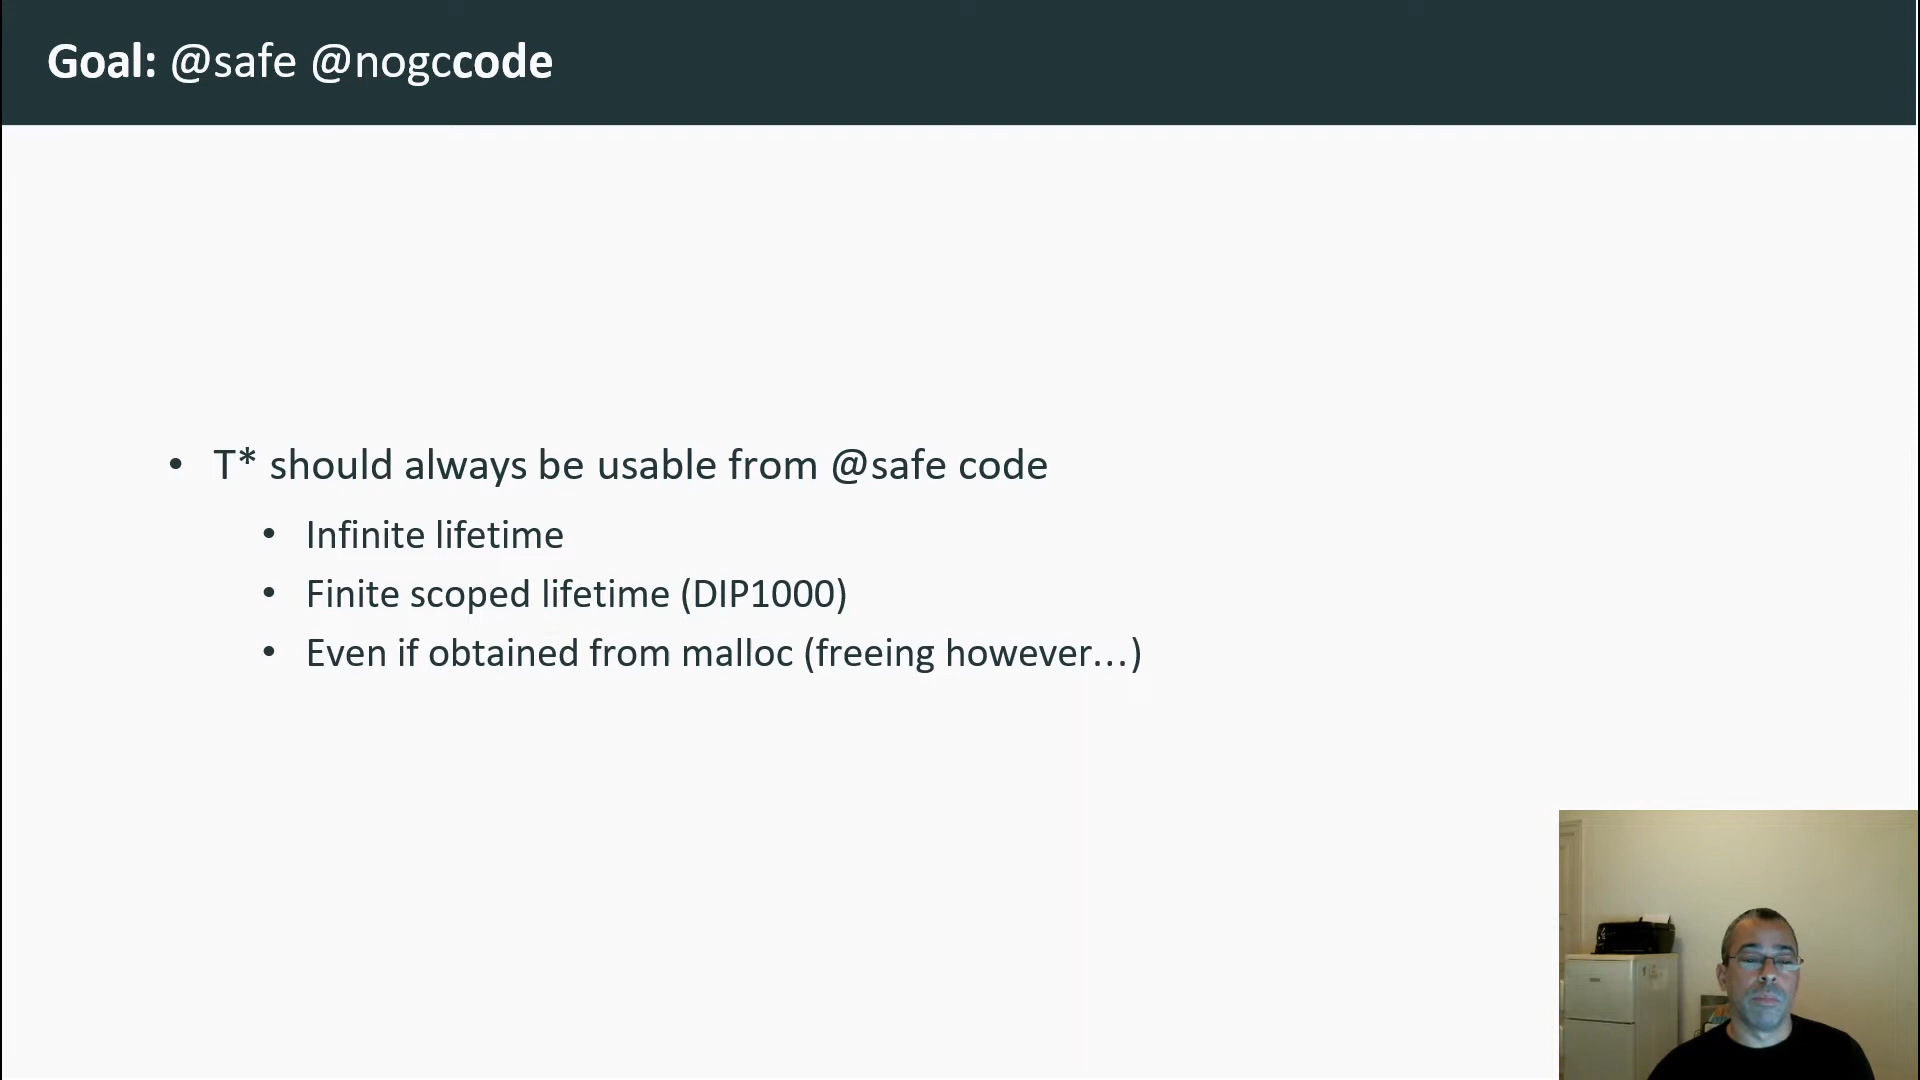 Goal: @safe @nogccode
• T* should always be usable from @safe code
• Infinite lifetime
• Finite scoped lifetime (DIP1000)
• Even if obtained from malloc (freeing however…)